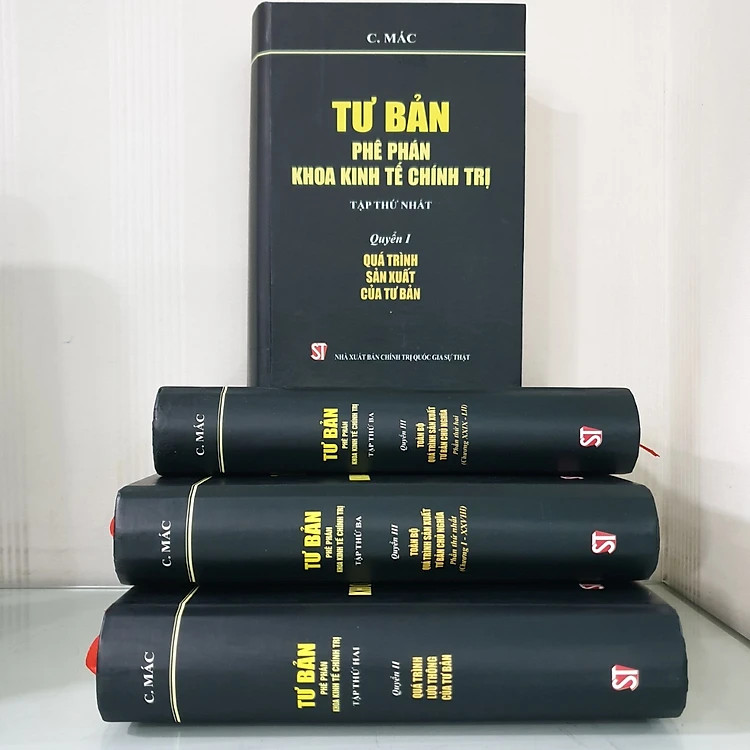 C. MÁC
TƯ BẢN
PHÊ PHÁN
KHOA KINH TẾ CHÍNH TRỊ
TẬP THỨ NHẤT
Quyển I
QUÁ TRÌNH
SẢN XUẤT
CỦA TƯ BẢN
ST
NHÀ XUẤT BẢN CHÍNH TRỊ QUỐC GIA SỰ THẬT
C. MÁC
TƯ BẢN
PHÊ PHÁN
KHOA KINH TẾ CHÍNH TRỊ
TẬP THỨ BA
Quyển III
TOÀN BỘ
QUÁ TRÌNH SẢN XUẤT
TƯ BẢN CHỦ NGHĨA
Phần thứ hai
(Chương XXIX - LII)
ST
C. MÁC
TƯ BẢN
PHÊ PHÁN
KHOA KINH TẾ CHÍNH TRỊ
TẬP THỨ BA
Quyển III
TOÀN BỘ
QUÁ TRÌNH SẢN XUẤT
TƯ BẢN CHỦ NGHĨA
Phần thứ nhất
(Chương I - XXVIII)
ST
C. MÁC
TƯ BẢN
PHÊ PHÁN
KHOA KINH TẾ CHÍNH TRỊ
TẬP THỨ HAI
Quyển II
QUÁ TRÌNH
LƯU THÔNG
CỦA TƯ BẢN
ST